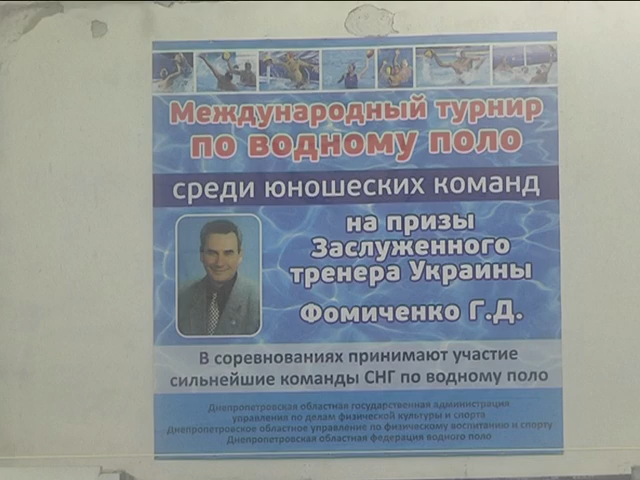 Международный турнир
по водному поло
среди юношеских команд
на призы
Заслуженного
тренера Украины
Фомиченко Г.Д.
В соревнованиях принимают участие
сильнейшие команды СНГ по водному поло
Днепропетровская областная государственная администрация
управления по делам физической культуры и спорта
Днепропетровское областное управление по физическому воспитанию и спорту
Днепропетровская областная федерация водного поло